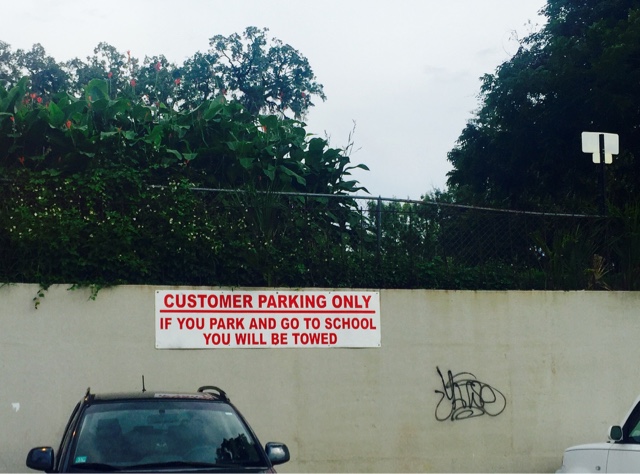 CUSTOMER PARKING ONLY
IF YOU PARK AND GO TO SCHOOL
YOU WILL BE TOWED